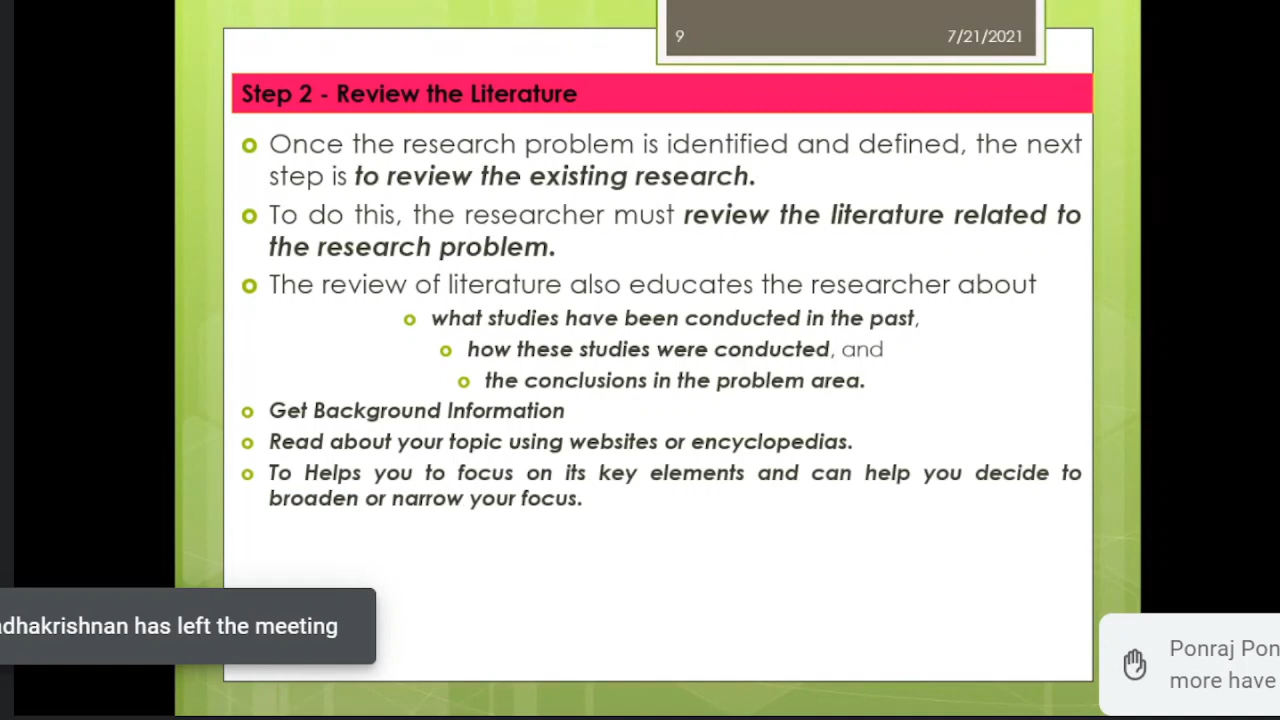 9 7/21/2021
Step 2 - Review the Literature
Once the research problem is identified and defined, the next
step is to review the existing research.
To do this, the researcher must review the literature related to
the research problem.
The review of literature also educates the researcher about
what studies have been conducted in the past,
how these studies were conducted, and
the conclusions in the problem area.
Get Background Information
Read about your topic using websites or encyclopedias.
To Helps you to focus on its key elements and can help you decide to
broaden or narrow your focus.
adhakrishnan has left the meeting
Ponraj Pon
more have